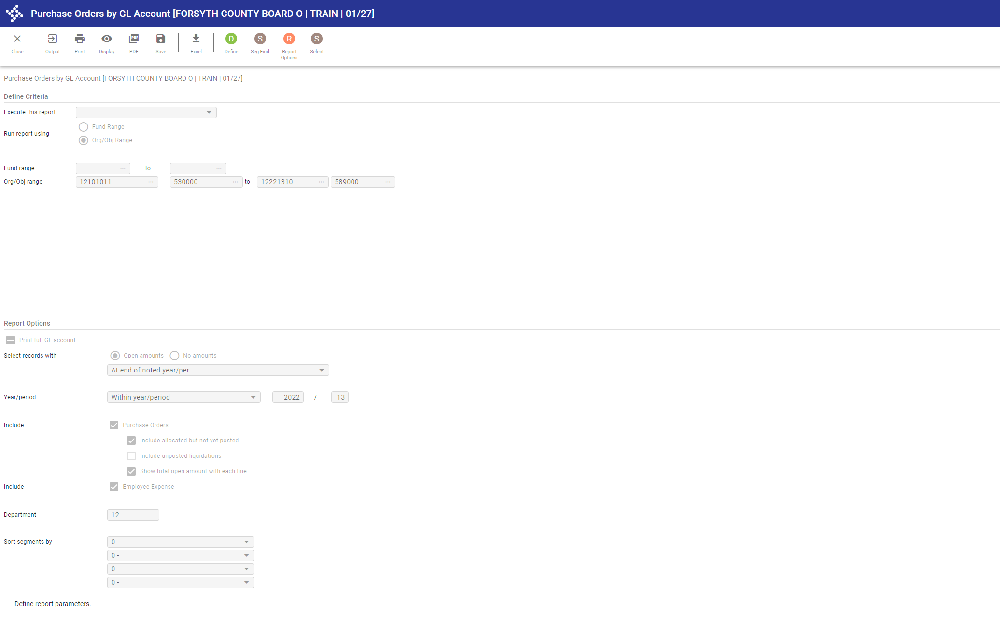 Purchase Orders by GL Account [FORSYTH COUNTY BOARD O | TRAIN | 01/27]
Close Output Print Display PDF Save Excel D Define S Seg Find R Report Options S Select
Purchase Orders by GL Account [FORSYTH COUNTY BOARD O | TRAIN | 01/27]
Define Criteria
Execute this report
Fund Range
Run report using
Org/Obj Range
Fund range ... to ...
Org/Obj range 12101011 ... 530000 ... to 12221310 ... 589000 ...
Report Options
Print full GL account
Select records with Open amounts No amounts
At end of noted year/per
Year/period Within year/period 2022 / 13
Include Purchase Orders
Include allocated but not yet posted
Include unposted liquidations
Show total open amount with each line
Include Employee Expense
Department 12
Sort segments by 0 -
0 -
0 -
0 -
Define report parameters.